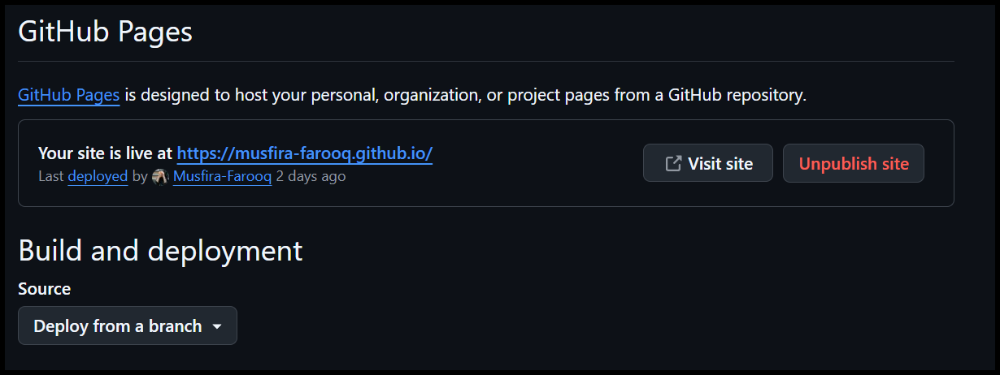 GitHub Pages
GitHub Pages is designed to host your personal, organization, or project pages from a GitHub repository.
Your site is live at https://musfira-farooq.github.io/
Last deployed by Musfira-Farooq 2 days ago
Visit site
Unpublish site
Build and deployment
Source
Deploy from a branch